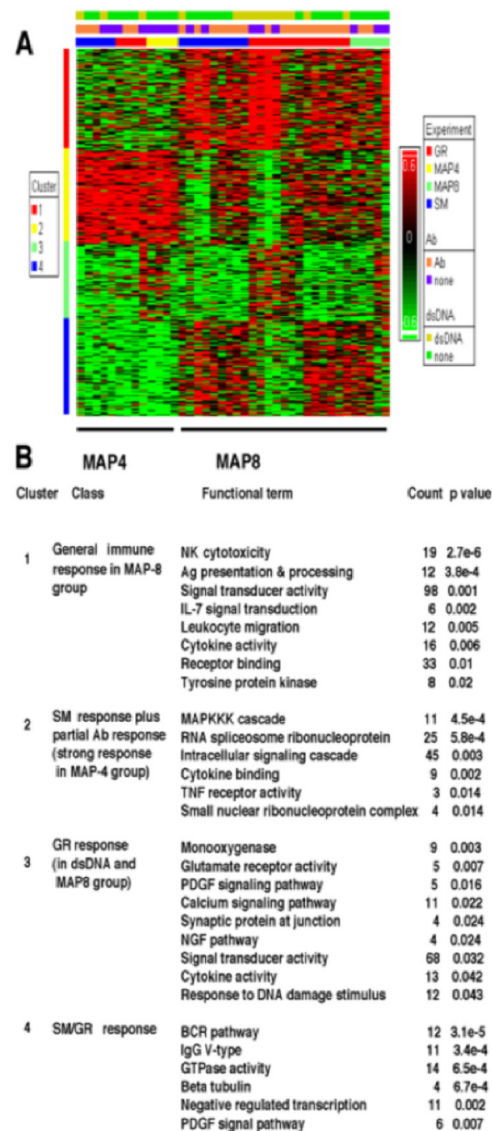 A
Cluster
1
2
3
4
0.6
0
-0.6
Experiment
GR
MAP4
MAP8
SM
Ab
Ab
none
dsDNA
dsDNA
none
B MAP4 MAP8
Cluster Class Functional term Count p value
1 General immune response in MAP-8 group
NK cytotoxicity 19 2.7e-6
Ag presentation & processing 12 3.8e-4
Signal transducer activity 98 0.001
IL-7 signal transduction 6 0.002
Leukocyte migration 12 0.005
Cytokine activity 16 0.006
Receptor binding 33 0.01
Tyrosine protein kinase 8 0.02
2 SM response plus partial Ab response (strong response in MAP-4 group)
MAPKKK cascade 11 4.5e-4
RNA spliceosome ribonucleoprotein 25 5.8e-4
Intracellular signaling cascade 45 0.003
Cytokine binding 9 0.002
TNF receptor activity 3 0.014
Small nuclear ribonucleoprotein complex 4 0.014
3 GR response (in dsDNA and MAP8 group)
Monooxygenase 9 0.003
Glutamate receptor activity 5 0.007
PDGF signaling pathway 5 0.016
Calcium signaling pathway 11 0.022
Synaptic protein at junction 4 0.024
NGF pathway 4 0.024
Signal transducer activity 68 0.032
Cytokine activity 13 0.042
Response to DNA damage stimulus 12 0.043
4 SM/GR response
BCR pathway 12 3.1e-5
IgG V-type 11 3.4e-4
GTPase activity 14 6.5e-4
Beta tubulin 4 6.7e-4
Negative regulated transcription 11 0.002
PDGF signal pathway 6 0.007